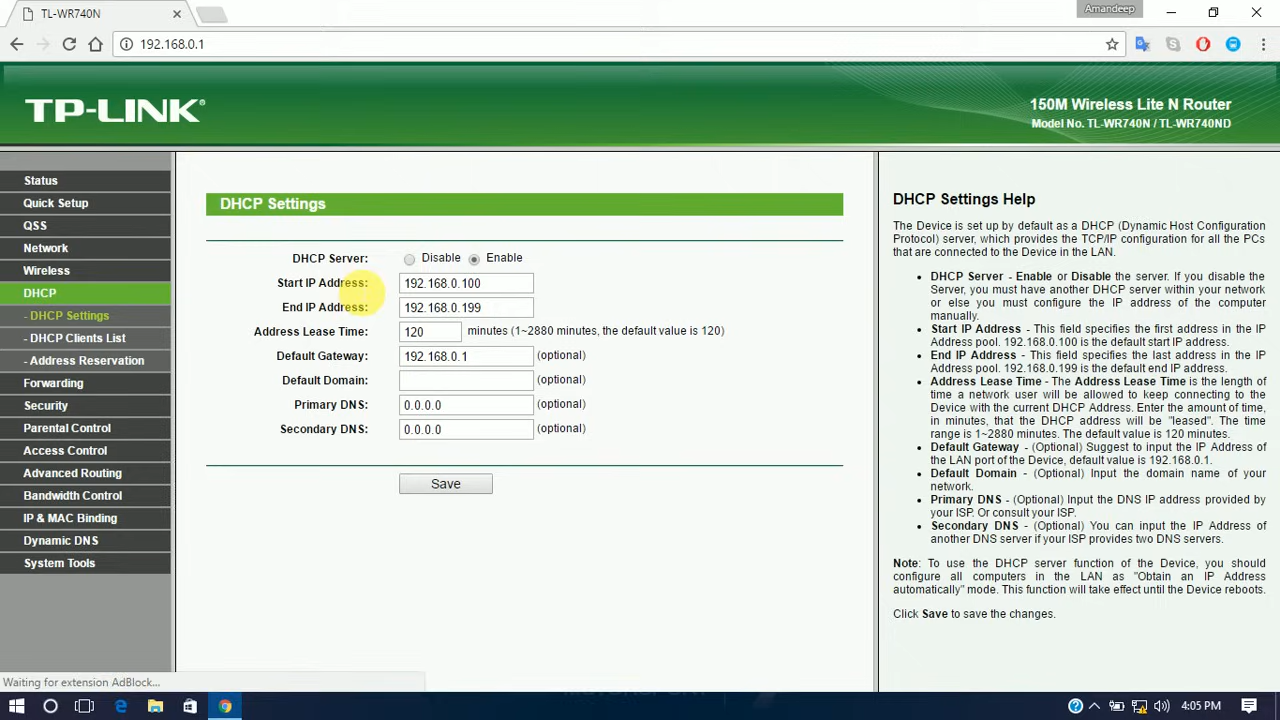 TL-WR740N
Amandeep
192.168.0.1
TP-LINK
150M Wireless Lite N Router
Model No. TL-WR740N / TL-WR740ND
Status
Quick Setup
QSS
Network
Wireless
DHCP
- DHCP Settings
- DHCP Clients List
- Address Reservation
Forwarding
Security
Parental Control
Access Control
Advanced Routing
Bandwidth Control
IP & MAC Binding
Dynamic DNS
System Tools
DHCP Settings
DHCP Server: Disable Enable
Start IP Address: 192.168.0.100
End IP Address: 192.168.0.199
Address Lease Time: 120 minutes (1~2880 minutes, the default value is 120)
Default Gateway: 192.168.0.1 (optional)
Default Domain: (optional)
Primary DNS: 0.0.0.0 (optional)
Secondary DNS: 0.0.0.0 (optional)
Save
DHCP Settings Help
The Device is set up by default as a DHCP (Dynamic Host Configuration
Protocol) server, which provides the TCP/IP configuration for all the PCs
that are connected to the Device in the LAN.
• DHCP Server - Enable or Disable the server. If you disable the
Server, you must have another DHCP server within your network
or else you must configure the IP address of the computer
manually.
• Start IP Address - This field specifies the first address in the IP
Address pool. 192.168.0.100 is the default start IP address.
• End IP Address - This field specifies the last address in the IP
Address pool. 192.168.0.199 is the default end IP address.
• Address Lease Time - The Address Lease Time is the length of
time a network user will be allowed to keep connecting to the
Device with the current DHCP Address. Enter the amount of time,
in minutes, that the DHCP address will be "leased". The time
range is 1~2880 minutes. The default value is 120 minutes.
• Default Gateway - (Optional) Suggest to input the IP Address of
the LAN port of the Device, default value is 192.168.0.1.
• Default Domain - (Optional) Input the domain name of your
network.
• Primary DNS - (Optional) Input the DNS IP address provided by
your ISP. Or consult your ISP.
• Secondary DNS - (Optional) You can input the IP Address of
another DNS server if your ISP provides two DNS servers.
Note: To use the DHCP server function of the Device, you should
configure all computers in the LAN as "Obtain an IP Address
automatically" mode. This function will take effect until the Device reboots.
Click Save to save the changes.
Waiting for extension AdBlock...
4:05 PM